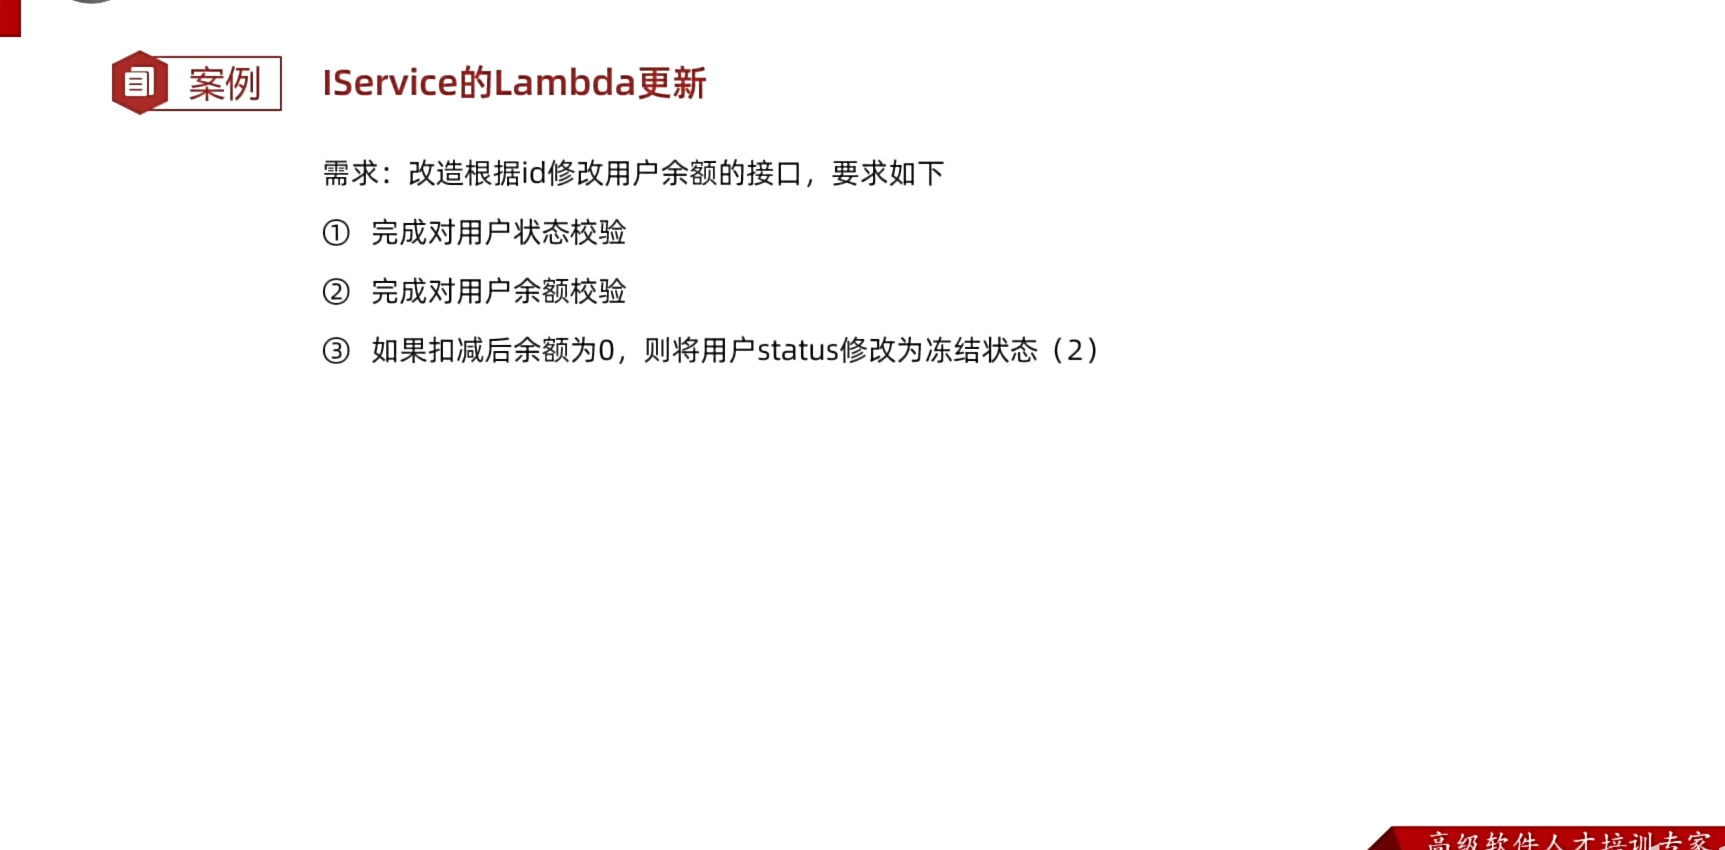 案例
IService的Lambda更新
需求：改造根据id修改用户余额的接口，要求如下
① 完成对用户状态校验
② 完成对用户余额校验
③ 如果扣减后余额为0，则将用户status修改为冻结状态（2）
高级软件人才培训专家